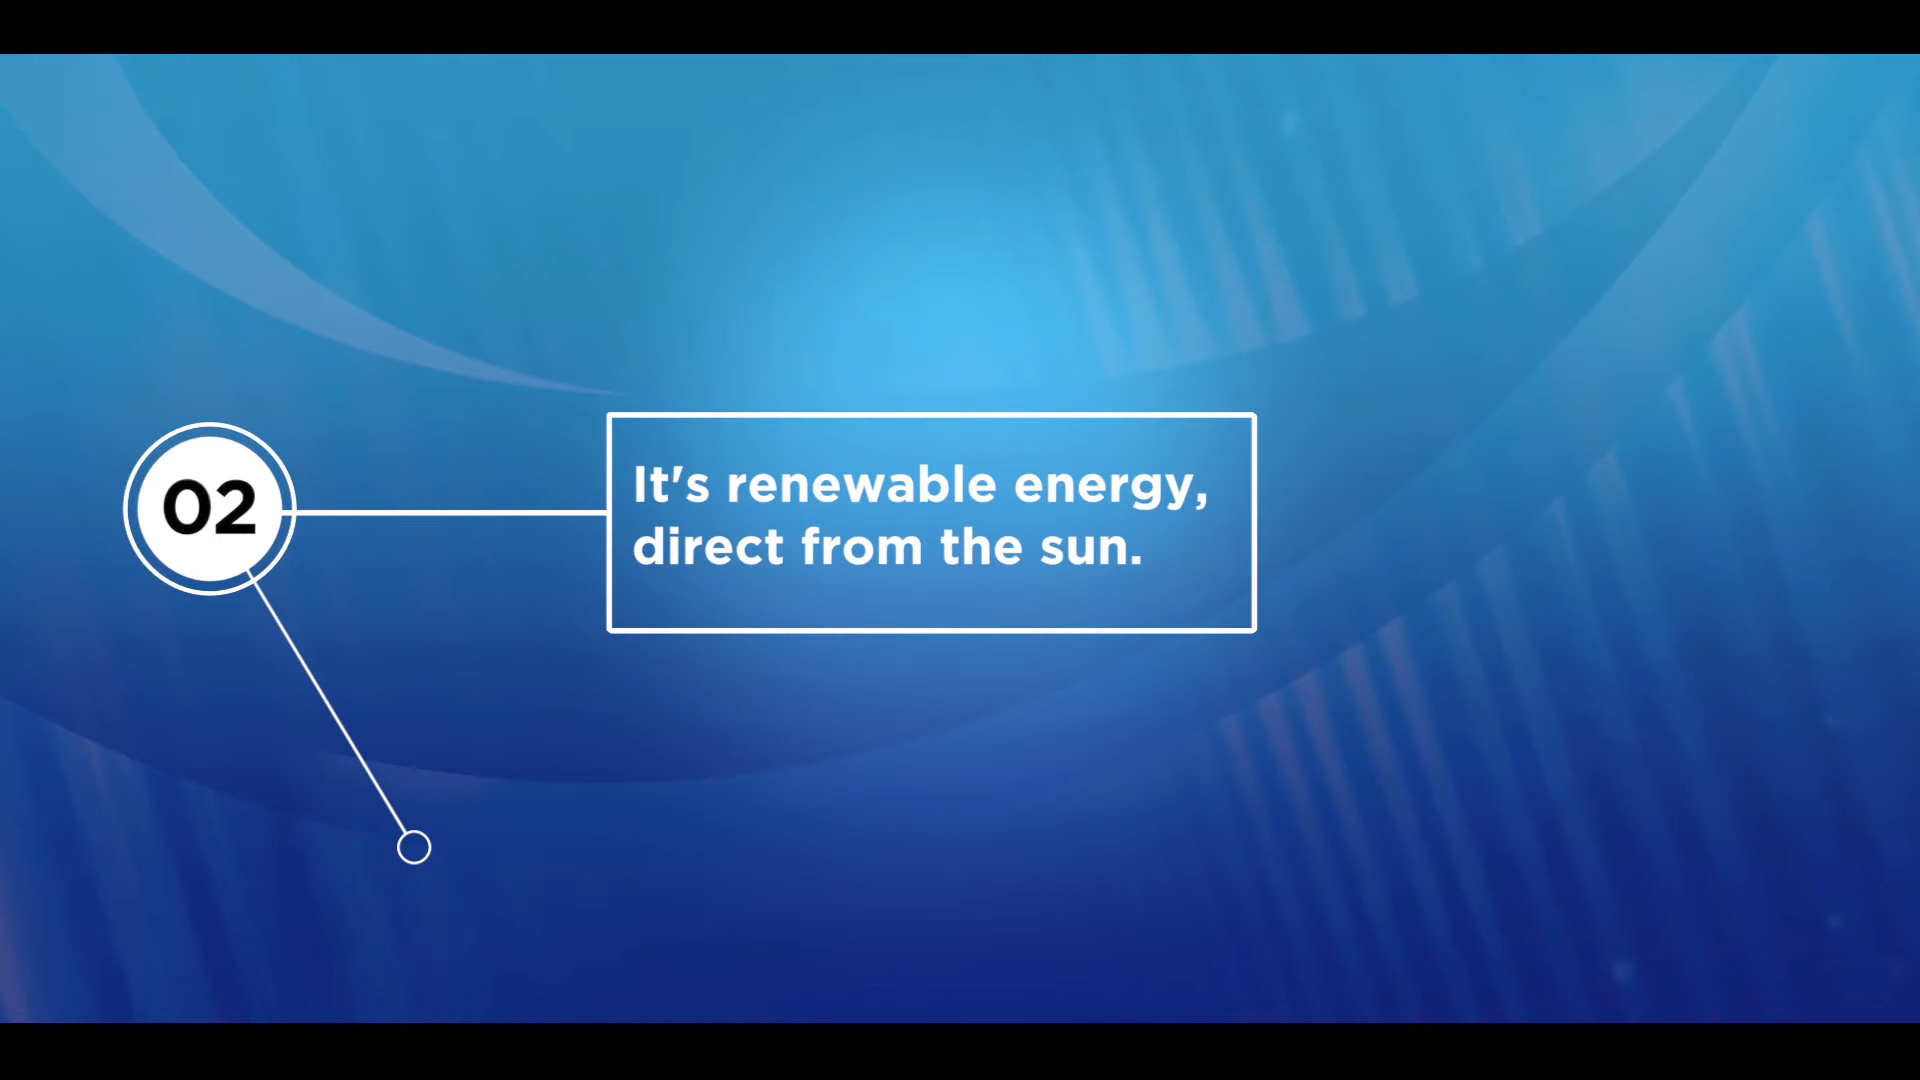 02
It's renewable energy,
direct from the sun.